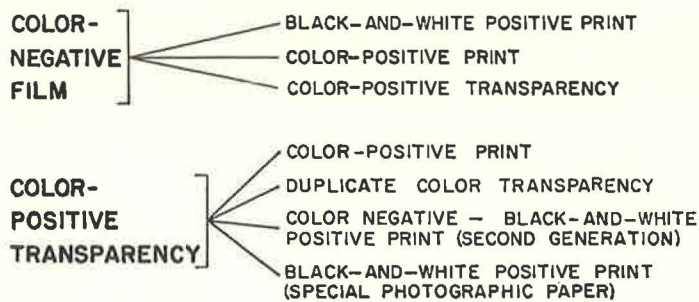 COLOR-
NEGATIVE
FILM
BLACK-AND-WHITE POSITIVE PRINT
COLOR-POSITIVE PRINT
COLOR-POSITIVE TRANSPARENCY
COLOR-
POSITIVE
TRANSPARENCY
COLOR-POSITIVE PRINT
DUPLICATE COLOR TRANSPARENCY
COLOR NEGATIVE – BLACK-AND-WHITE
POSITIVE PRINT (SECOND GENERATION)
BLACK-AND-WHITE POSITIVE PRINT
(SPECIAL PHOTOGRAPHIC PAPER)